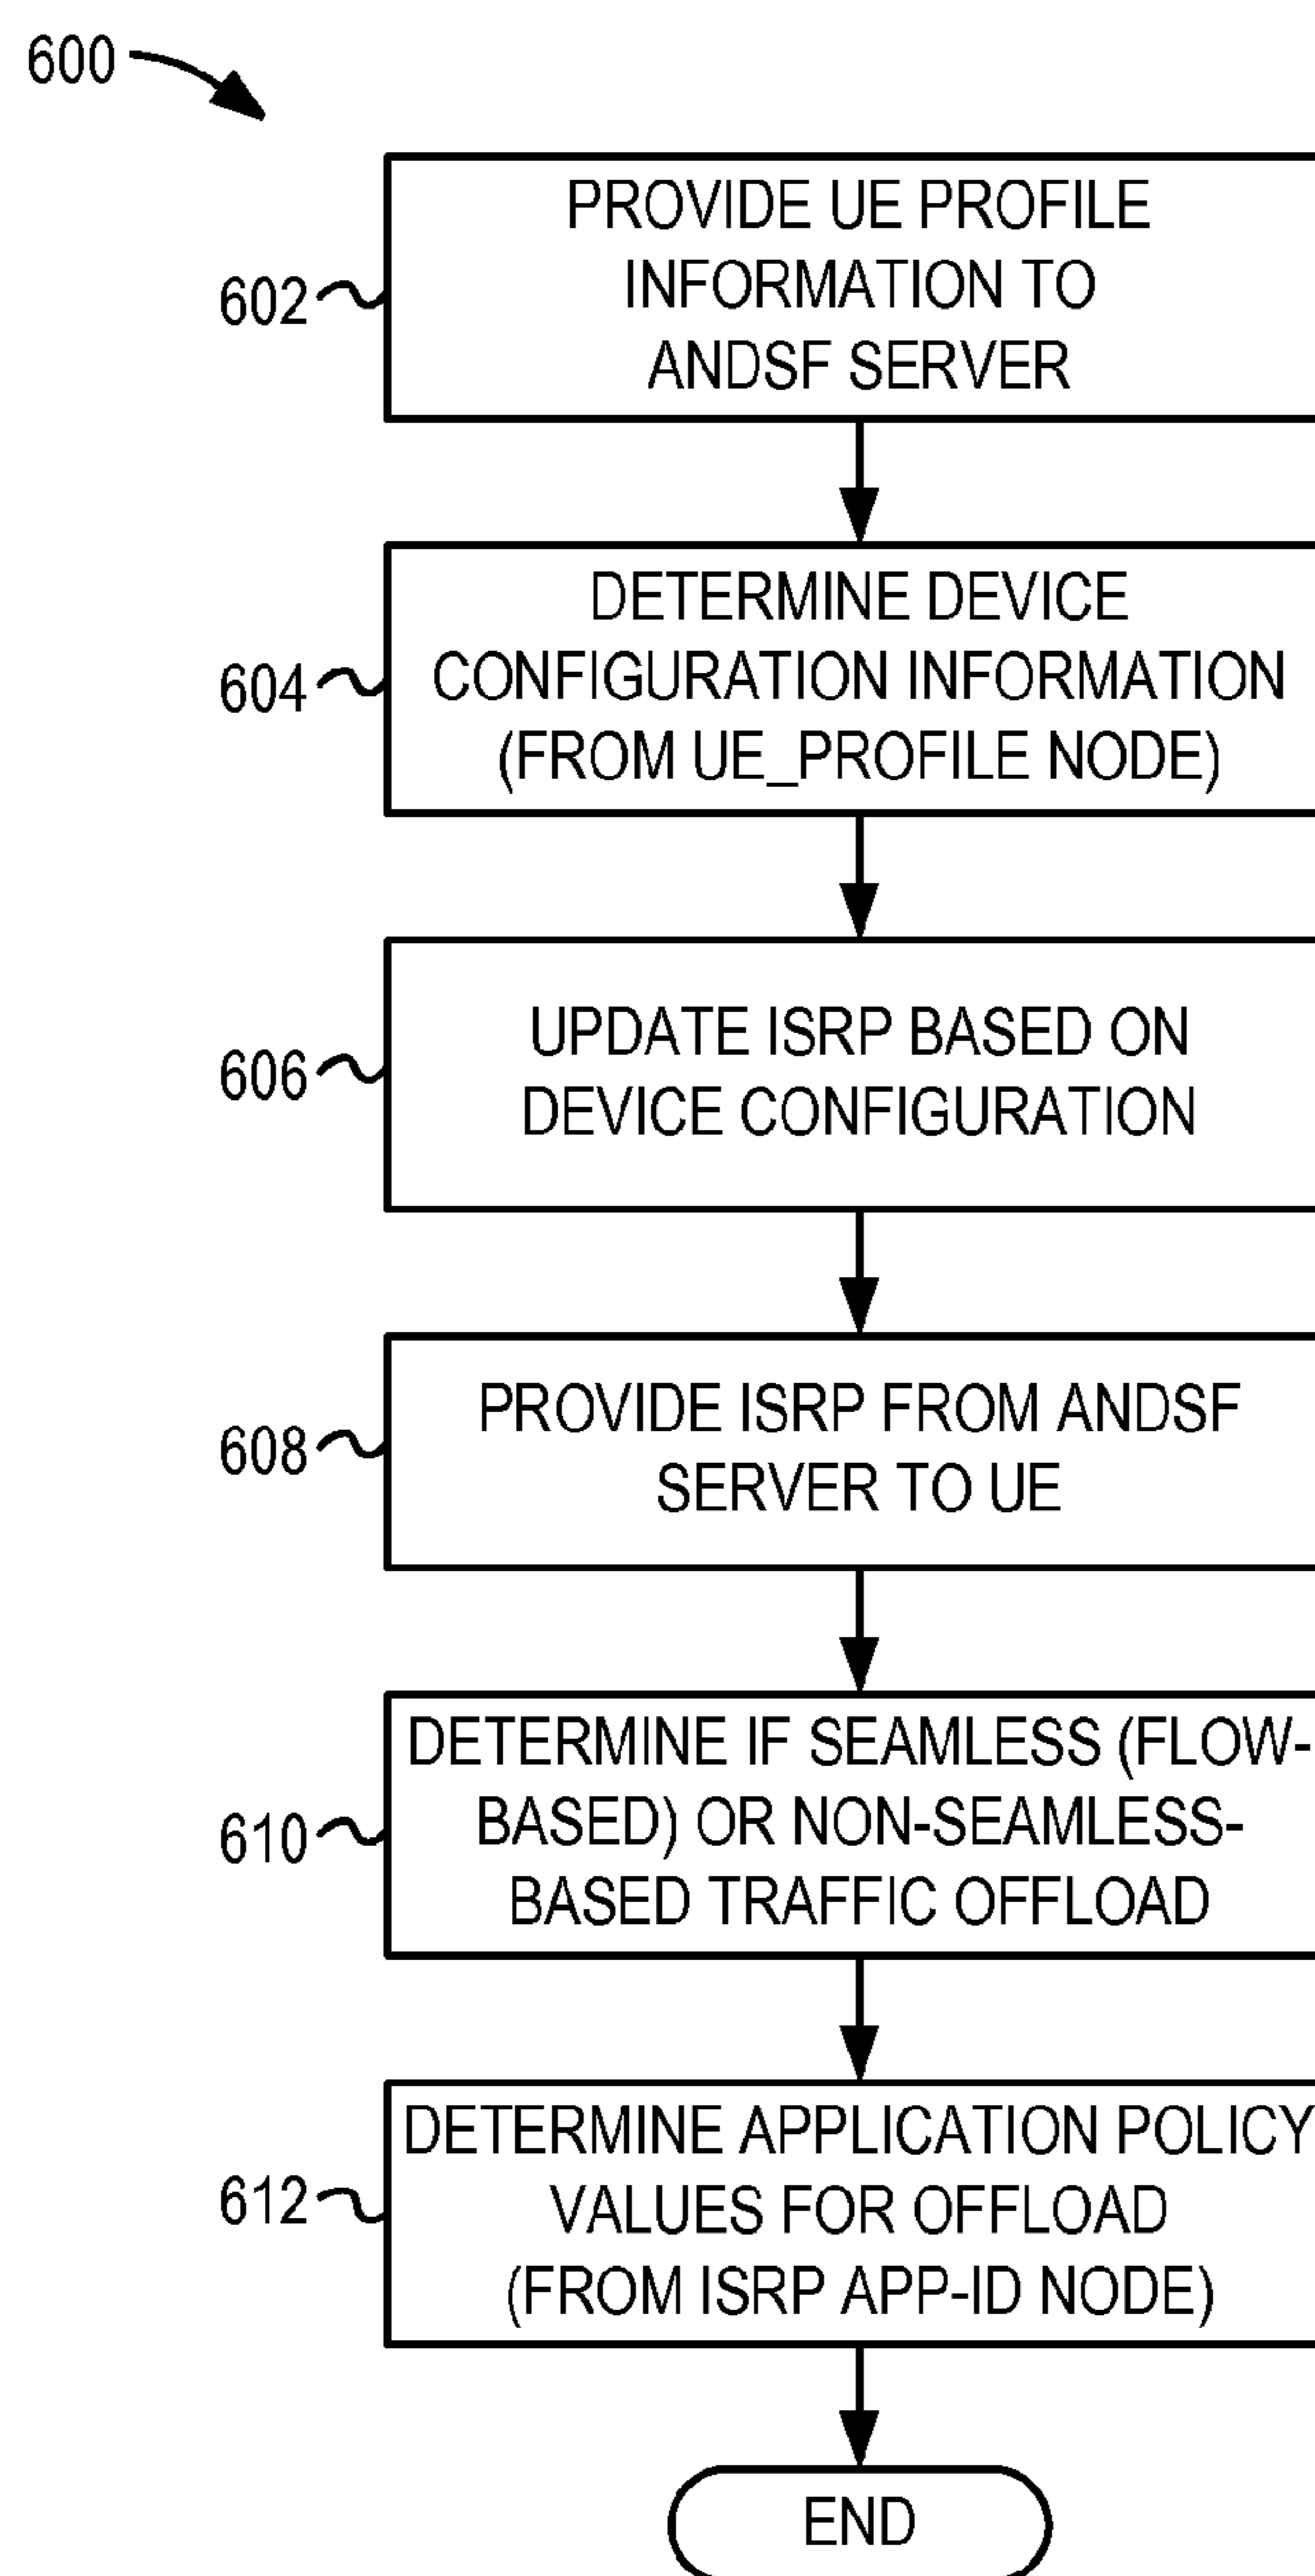 600
602
PROVIDE UE PROFILE
INFORMATION TO
ANDSF SERVER
604
DETERMINE DEVICE
CONFIGURATION INFORMATION
(FROM UE_PROFILE NODE)
606
UPDATE ISRP BASED ON
DEVICE CONFIGURATION
608
PROVIDE ISRP FROM ANDSF
SERVER TO UE
610
DETERMINE IF SEAMLESS (FLOW-
BASED) OR NON-SEAMLESS-
BASED TRAFFIC OFFLOAD
612
DETERMINE APPLICATION POLICY
VALUES FOR OFFLOAD
(FROM ISRP APP-ID NODE)
END